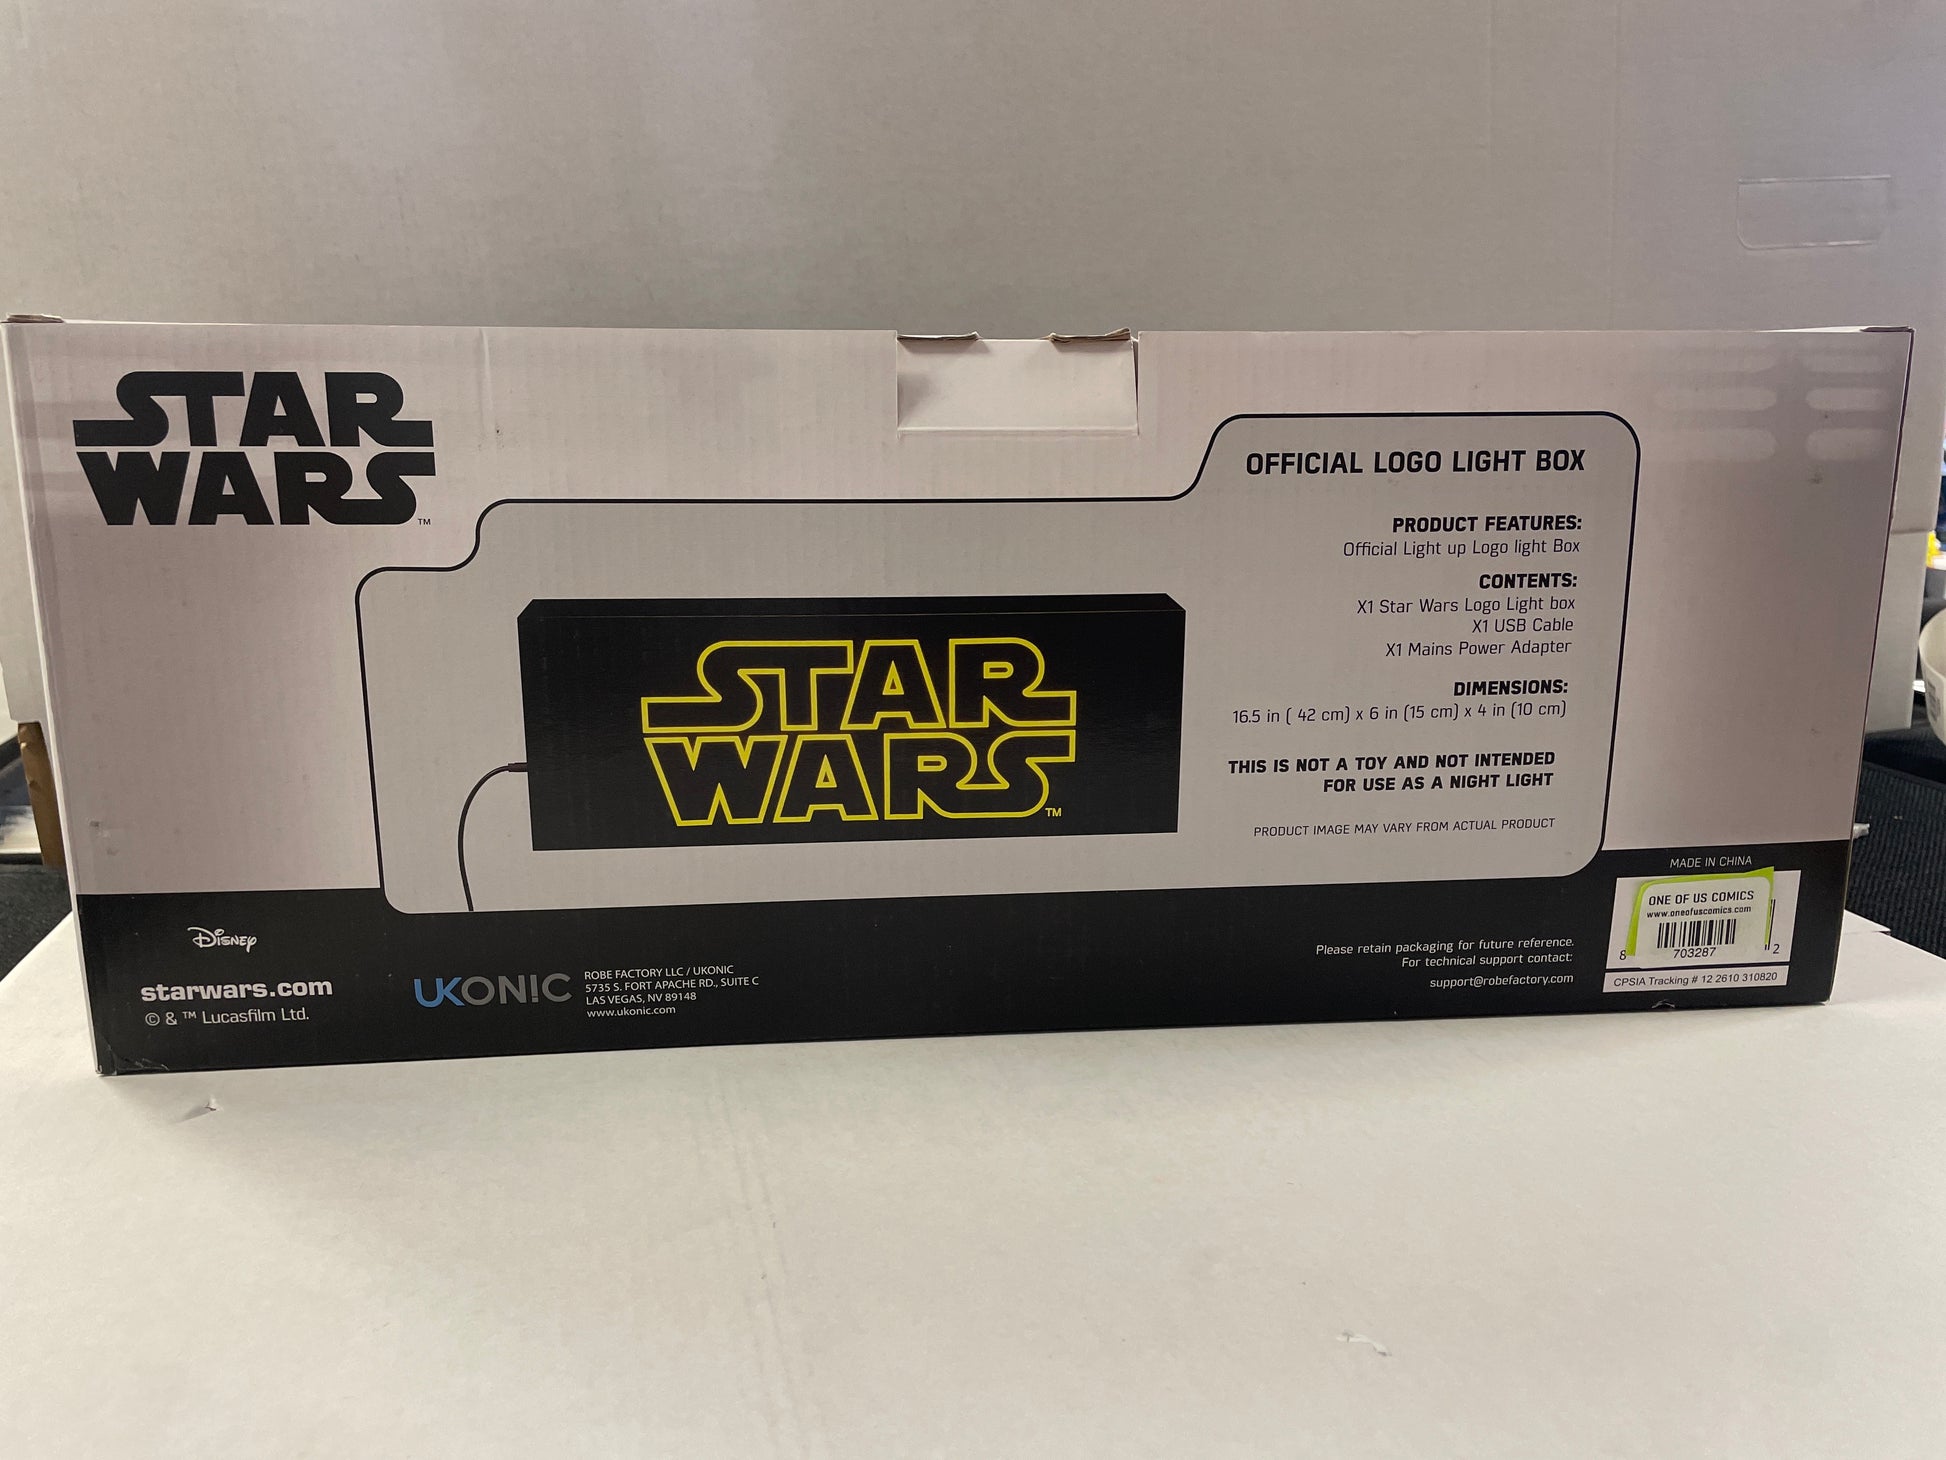 STAR
WARS
TM
OFFICIAL LOGO LIGHT BOX
PRODUCT FEATURES:
Official Light up Logo light Box
CONTENTS:
X1 Star Wars Logo Light box
X1 USB Cable
X1 Mains Power Adapter
DIMENSIONS:
16.5 in ( 42 cm) x 6 in (15 cm) x 4 in (10 cm)
THIS IS NOT A TOY AND NOT INTENDED
FOR USE AS A NIGHT LIGHT
PRODUCT IMAGE MAY VARY FROM ACTUAL PRODUCT
STAR
WARS
TM
Disney
starwars.com
© & ™ Lucasfilm Ltd.
UKONIC
ROBE FACTORY LLC / UKONIC
5735 S. FORT APACHE RD., SUITE C
LAS VEGAS, NV 89148
www.ukonic.com
Please retain packaging for future reference.
For technical support contact:
support@robefactory.com
MADE IN CHINA
ONE OF US COMICS
www.oneofuscomics.com
8 703287 2
CPSIA Tracking # 12 2610 310820